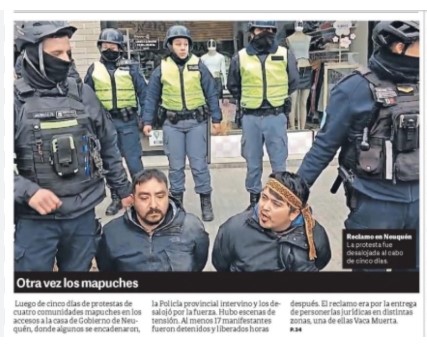 Reclamo en Neuquén
La protesta fue
desalojada al cabo
de cinco días
Otra vez los mapuches
Luego de cinco días de protestas de
cuatro comunidades mapuches en los
accesos a la casa de Gobierno de Neu-
quén, donde algunos se encadenaron,
la Policía provincial intervino y los de-
salojó por la fuerza. Hubo escenas de
tensión. Al menos 17 manifestantes
fueron detenidos y liberados horas
después. El reclamo era por la entrega
de personerías jurídicas en distintas
zonas, una de ellas Vaca Muerta.
P.24